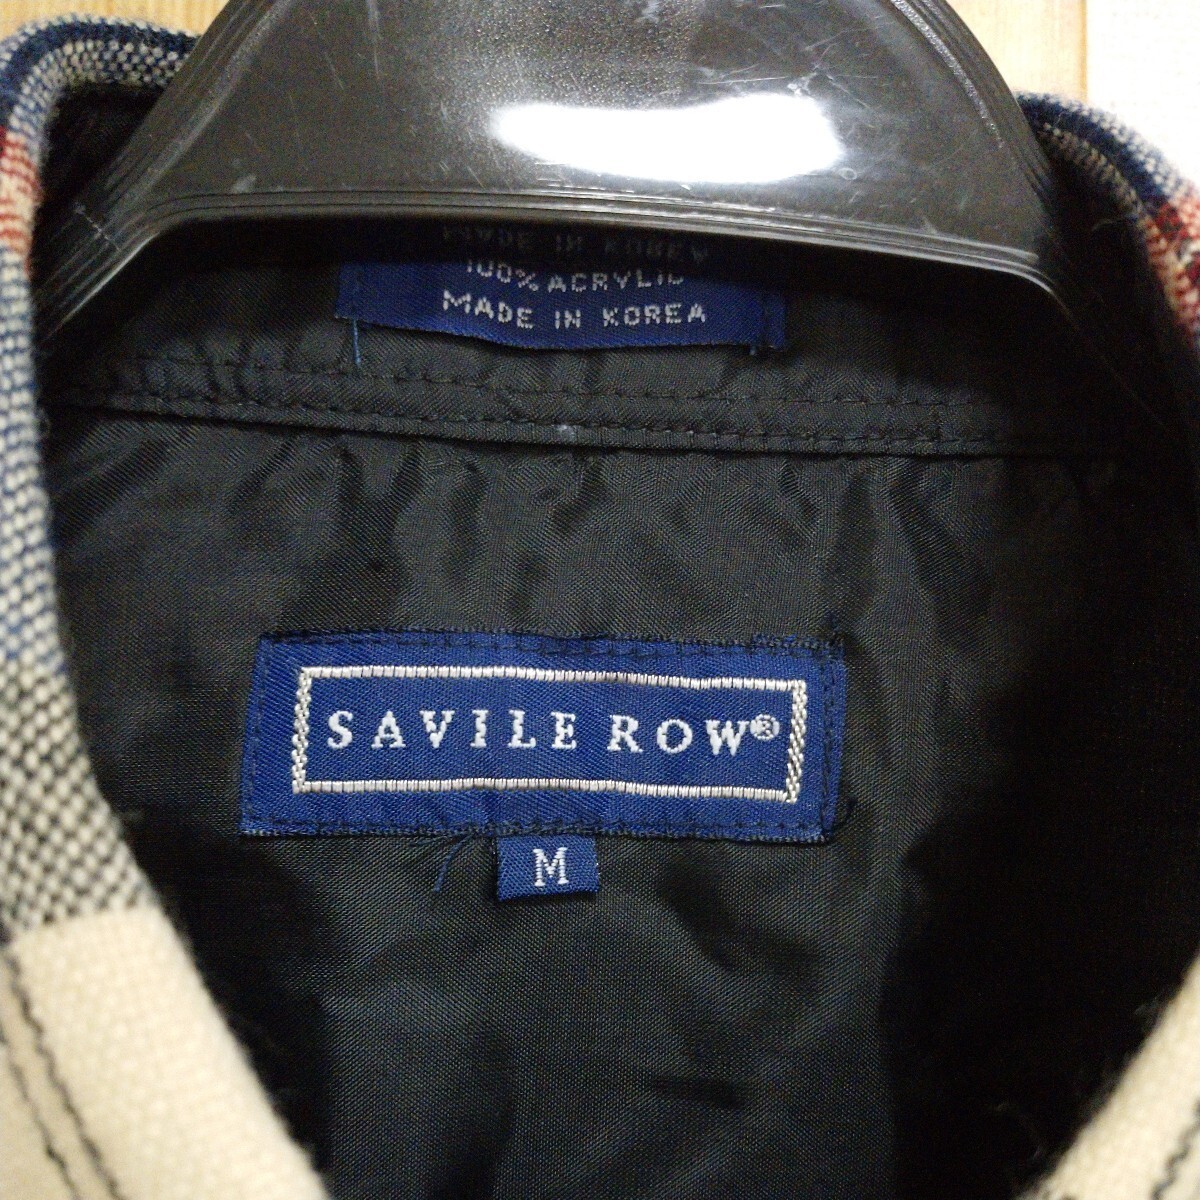 100% ACRYLIC
MADE IN KOREA
SAVILE ROW®
M